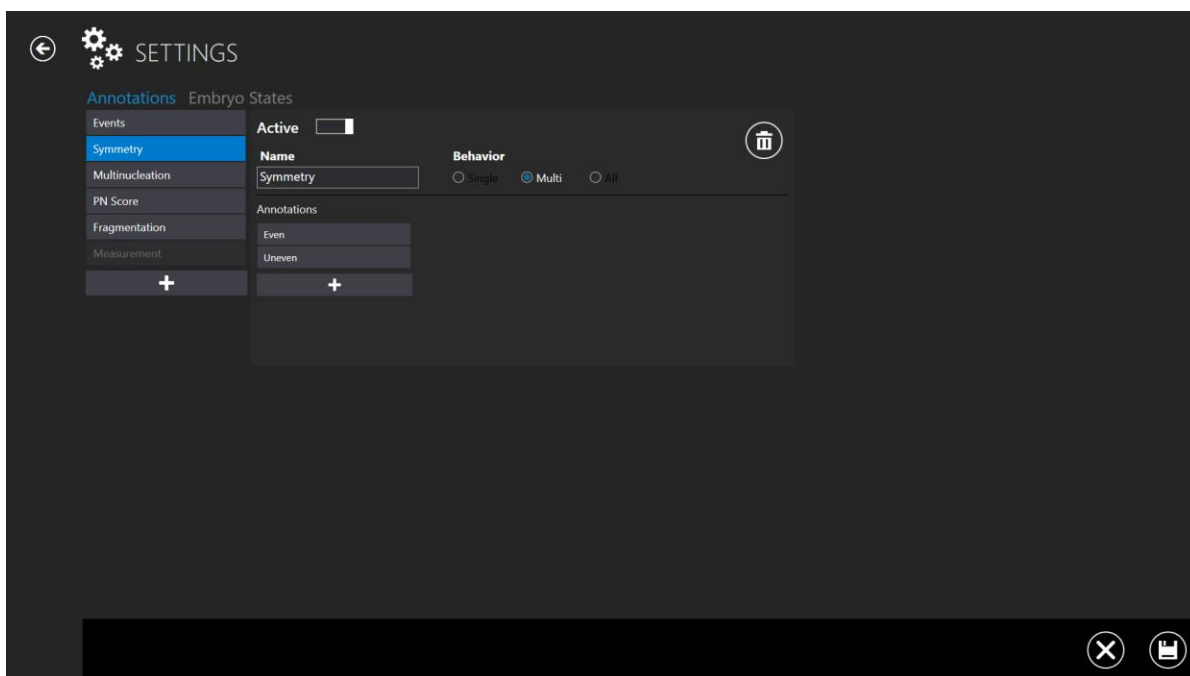 SETTINGS
Annotations Embryo States
Events
Symmetry
Multinucleation
PN Score
Fragmentation
Measurement
Active
Name
Behavior
Symmetry
Single Multi All
Annotations
Even
Uneven